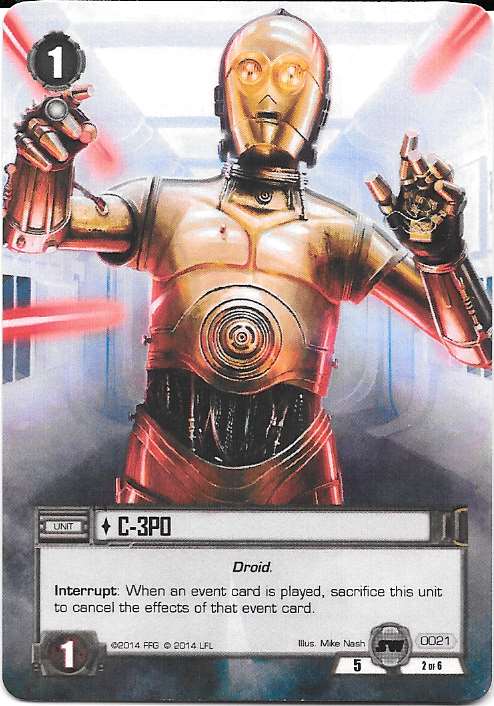 1
UNIT
C-3PO
Droid.
Interrupt: When an event card is played, sacrifice this unit
to cancel the effects of that event card.
1
©2014 FFG © 2014 LFL
Illus. Mike Nash
SW
0021
5
2 OF 6